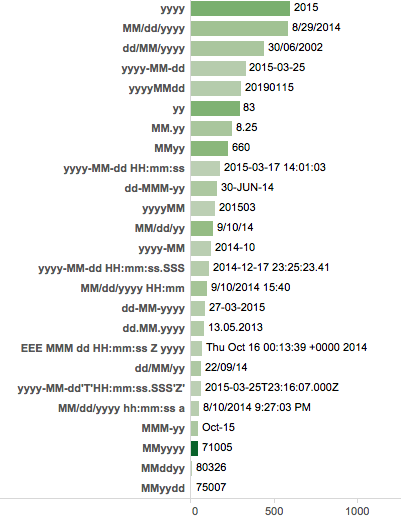 yyyy 2015
MM/dd/yyyy 8/29/2014
dd/MM/yyyy 30/06/2002
yyyy-MM-dd 2015-03-25
yyyyMMdd 20190115
yy 83
MM.yy 8.25
MMyy 660
yyyy-MM-dd HH:mm:ss 2015-03-17 14:01:03
dd-MMM-yy 30-JUN-14
yyyyMM 201503
MM/dd/yy 9/10/14
yyyy-MM 2014-10
yyyy-MM-dd HH:mm:ss.SSS 2014-12-17 23:25:23.41
MM/dd/yyyy HH:mm 9/10/2014 15:40
dd-MM-yyyy 27-03-2015
dd.MM.yyyy 13.05.2013
EEE MMM dd HH:mm:ss Z yyyy Thu Oct 16 00:13:39 +0000 2014
dd/MM/yy 22/09/14
yyyy-MM-dd'T'HH:mm:ss.SSS'Z' 2015-03-25T23:16:07.000Z
MM/dd/yyyy hh:mm:ss a 8/10/2014 9:27:03 PM
MMM-yy Oct-15
MMyyyy 71005
MMddyy 80326
MMyydd 75007
0 500 1000